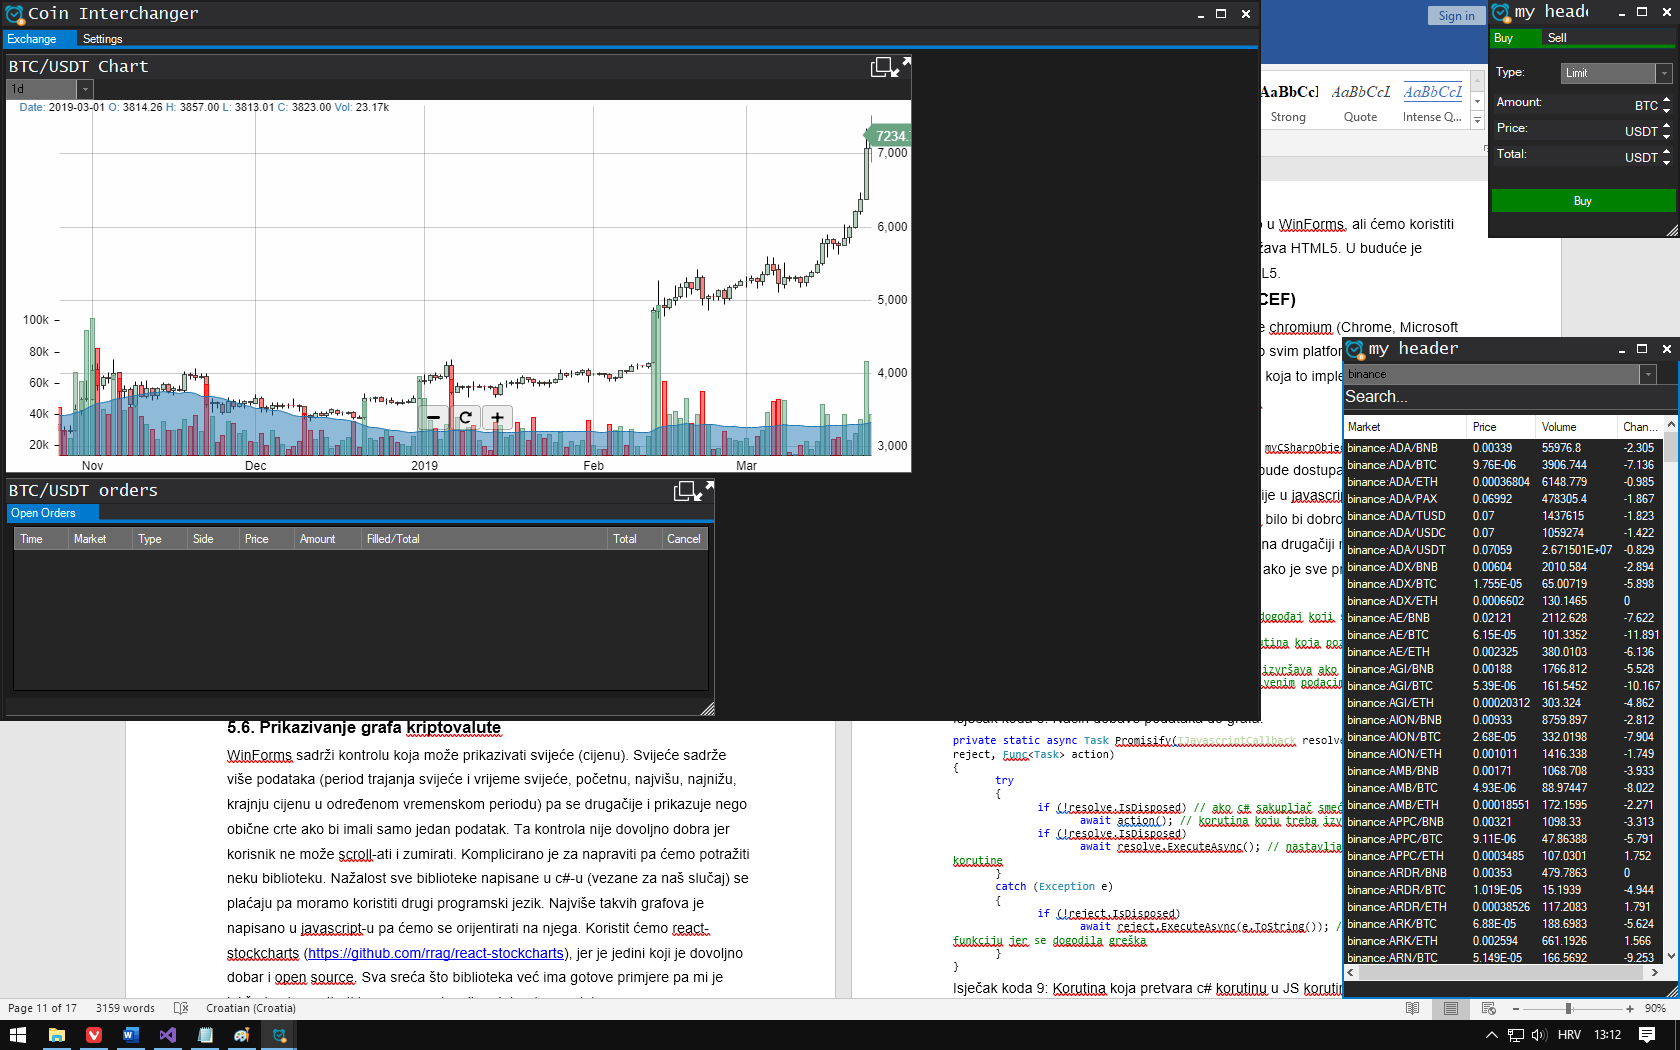 Coin Interchanger
Exchange
Settings
BTC/USDT Chart
1d
Date: 2019-03-01 O: 3814.26 H: 3857.00 L: 3813.01 C: 3823.00 Vol: 23.17k
7234.
7,000
6,000
5,000
4,000
3,000
100k
80k
60k
40k
20k
Nov
Dec
2019
Feb
Mar
BTC/USDT orders
Open Orders
Time Market Type Side Price Amount Filled/Total Total Cancel
Sign in
AaBbCcI AaBbCcL AaBbCcL
Strong Quote Intense Q...
u WinForms, ali ćemo koristiti
žava HTML5. U buduće je
L5.
CEF)
e chromium (Chrome, Microsoft
o svim platfor
koja to imple
myCSharpObje
bude dostupa
ije u javascri
bilo bi dobro
na drugačiji
ako je sve pr
događaj koji
utina koja poz
izvršava ako
venim podacim
my heade
Buy
Sell
Type: Limit
Amount: BTC
Price: USDT
Total: USDT
Buy
my header
binance
Search...
Market Price Volume Chan...
binance:ADA/BNB 0.00339 55976.8 -2.305
binance:ADA/BTC 9.76E-06 3906.744 -7.136
binance:ADA/ETH 0.00036804 6148.779 -0.985
binance:ADA/PAX 0.06992 478305.4 -1.867
binance:ADA/TUSD 0.07 1437615 -1.823
binance:ADA/USDC 0.07 1059274 -1.422
binance:ADA/USDT 0.07059 2.671501E+07 -0.829
binance:ADX/BNB 0.00604 2010.584 -2.894
binance:ADX/BTC 1.755E-05 65.00719 -5.898
binance:ADX/ETH 0.0006602 130.1465 0
binance:AE/BNB 0.02121 2112.628 -7.622
binance:AE/BTC 6.15E-05 101.3352 -11.891
binance:AE/ETH 0.002325 380.0103 -6.136
binance:AGI/BNB 0.00188 1766.812 -5.528
binance:AGI/BTC 5.39E-06 161.5452 -10.167
binance:AGI/ETH 0.00020312 303.324 -4.862
binance:AION/BNB 0.00933 8759.897 -2.812
binance:AION/BTC 2.68E-05 332.0198 -7.904
binance:AION/ETH 0.001011 1416.338 -1.749
binance:AMB/BNB 0.00171 1068.708 -3.933
binance:AMB/BTC 4.93E-06 88.97447 -8.022
binance:AMB/ETH 0.00018551 172.1595 -2.271
binance:APPC/BNB 0.00321 1098.33 -3.313
binance:APPC/BTC 9.11E-06 47.86388 -5.791
binance:APPC/ETH 0.0003485 107.0301 1.752
binance:ARDR/BNB 0.00353 479.7863 0
binance:ARDR/BTC 1.019E-05 15.1939 -4.944
binance:ARDR/ETH 0.00038526 117.2083 1.791
binance:ARK/BTC 6.88E-05 188.6983 -5.624
binance:ARK/ETH 0.002594 661.1926 1.566
binance:ARN/BTC 5.149E-05 166.5692 -9.253
5.6. Prikazivanje grafa kriptovalute
WinForms sadrži kontrolu koja može prikazivati svijeće (cijenu). Svijeće sadrže
više podataka (period trajanja svijeće i vrijeme svijeće, početnu, najvišu, najnižu,
krajnju cijenu u određenom vremenskom periodu) pa se drugačije i prikazuje nego
obične crte ako bi imali samo jedan podatak. Ta kontrola nije dovoljno dobra jer
korisnik ne može scroll-ati i zumirati. Komplicirano je za napraviti pa ćemo potražiti
neku biblioteku. Nažalost sve biblioteke napisane u c#-u (vezane za naš slučaj) se
plaćaju pa moramo koristiti drugi programski jezik. Najviše takvih grafova je
napisano u javascript-u pa ćemo se orijentirati na njega. Koristit ćemo react-
stockcharts (https://github.com/rrag/react-stockcharts), jer je jedini koji je dovoljno
dobar i open source. Sva sreća što biblioteka već ima gotove primjere pa mi je
private static async Task Promisify(IJavascriptCallback resolve
reject, Func<Task> action)
{
try
{
if (!resolve.IsDisposed) // ako c# sakupljač smeć
await action(); // korutina koju treba izv
if (!resolve.IsDisposed)
await resolve.ExecuteAsync(); // nastavlja
korutine
}
catch (Exception e)
{
if (!reject.IsDisposed)
await reject.ExecuteAsync(e.ToString()); /
funkciju jer se dogodila greška
}
}
Isječak koda 9: Korutina koja pretvara c# korutinu u JS korutin
Page 11 of 17 3159 words Croatian (Croatia) 90%
HRV 13:12